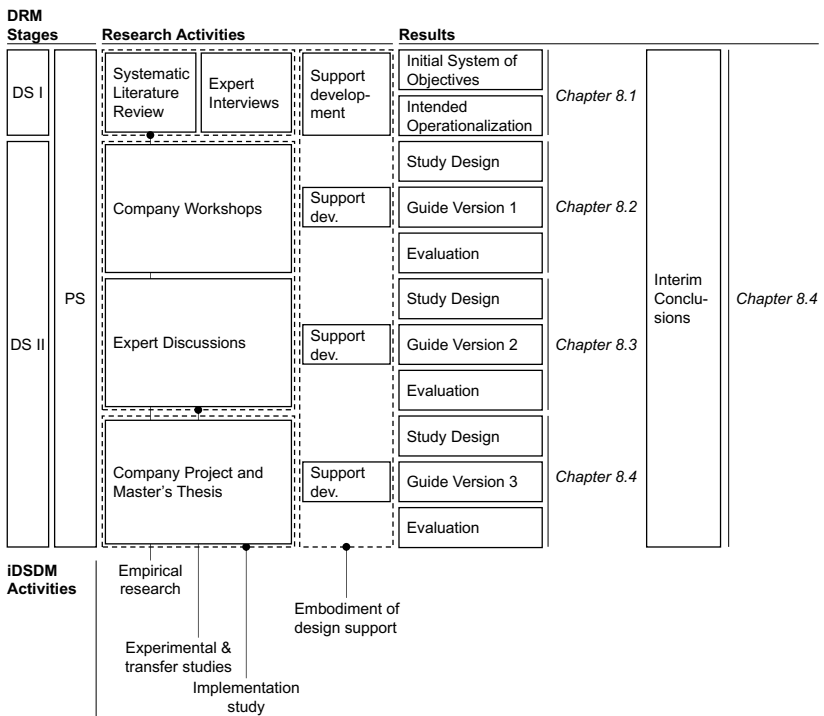 DRM
Stages
Research Activities
Results
DS I
Systematic
Literature
Review
Expert
Interviews
Support
develop-
ment
Initial System of
Objectives
Intended
Operationalization
Chapter 8.1
DS II
PS
Company Workshops
Support
dev.
Study Design
Guide Version 1
Evaluation
Chapter 8.2
Expert Discussions
Support
dev.
Study Design
Guide Version 2
Evaluation
Chapter 8.3
Company Project and
Master's Thesis
Support
dev.
Study Design
Guide Version 3
Evaluation
Chapter 8.4
Interim
Conclu-
sions
Chapter 8.4
iDSDM
Activities
Empirical
research
Experimental &
transfer studies
Implementation
study
Embodiment of
design support